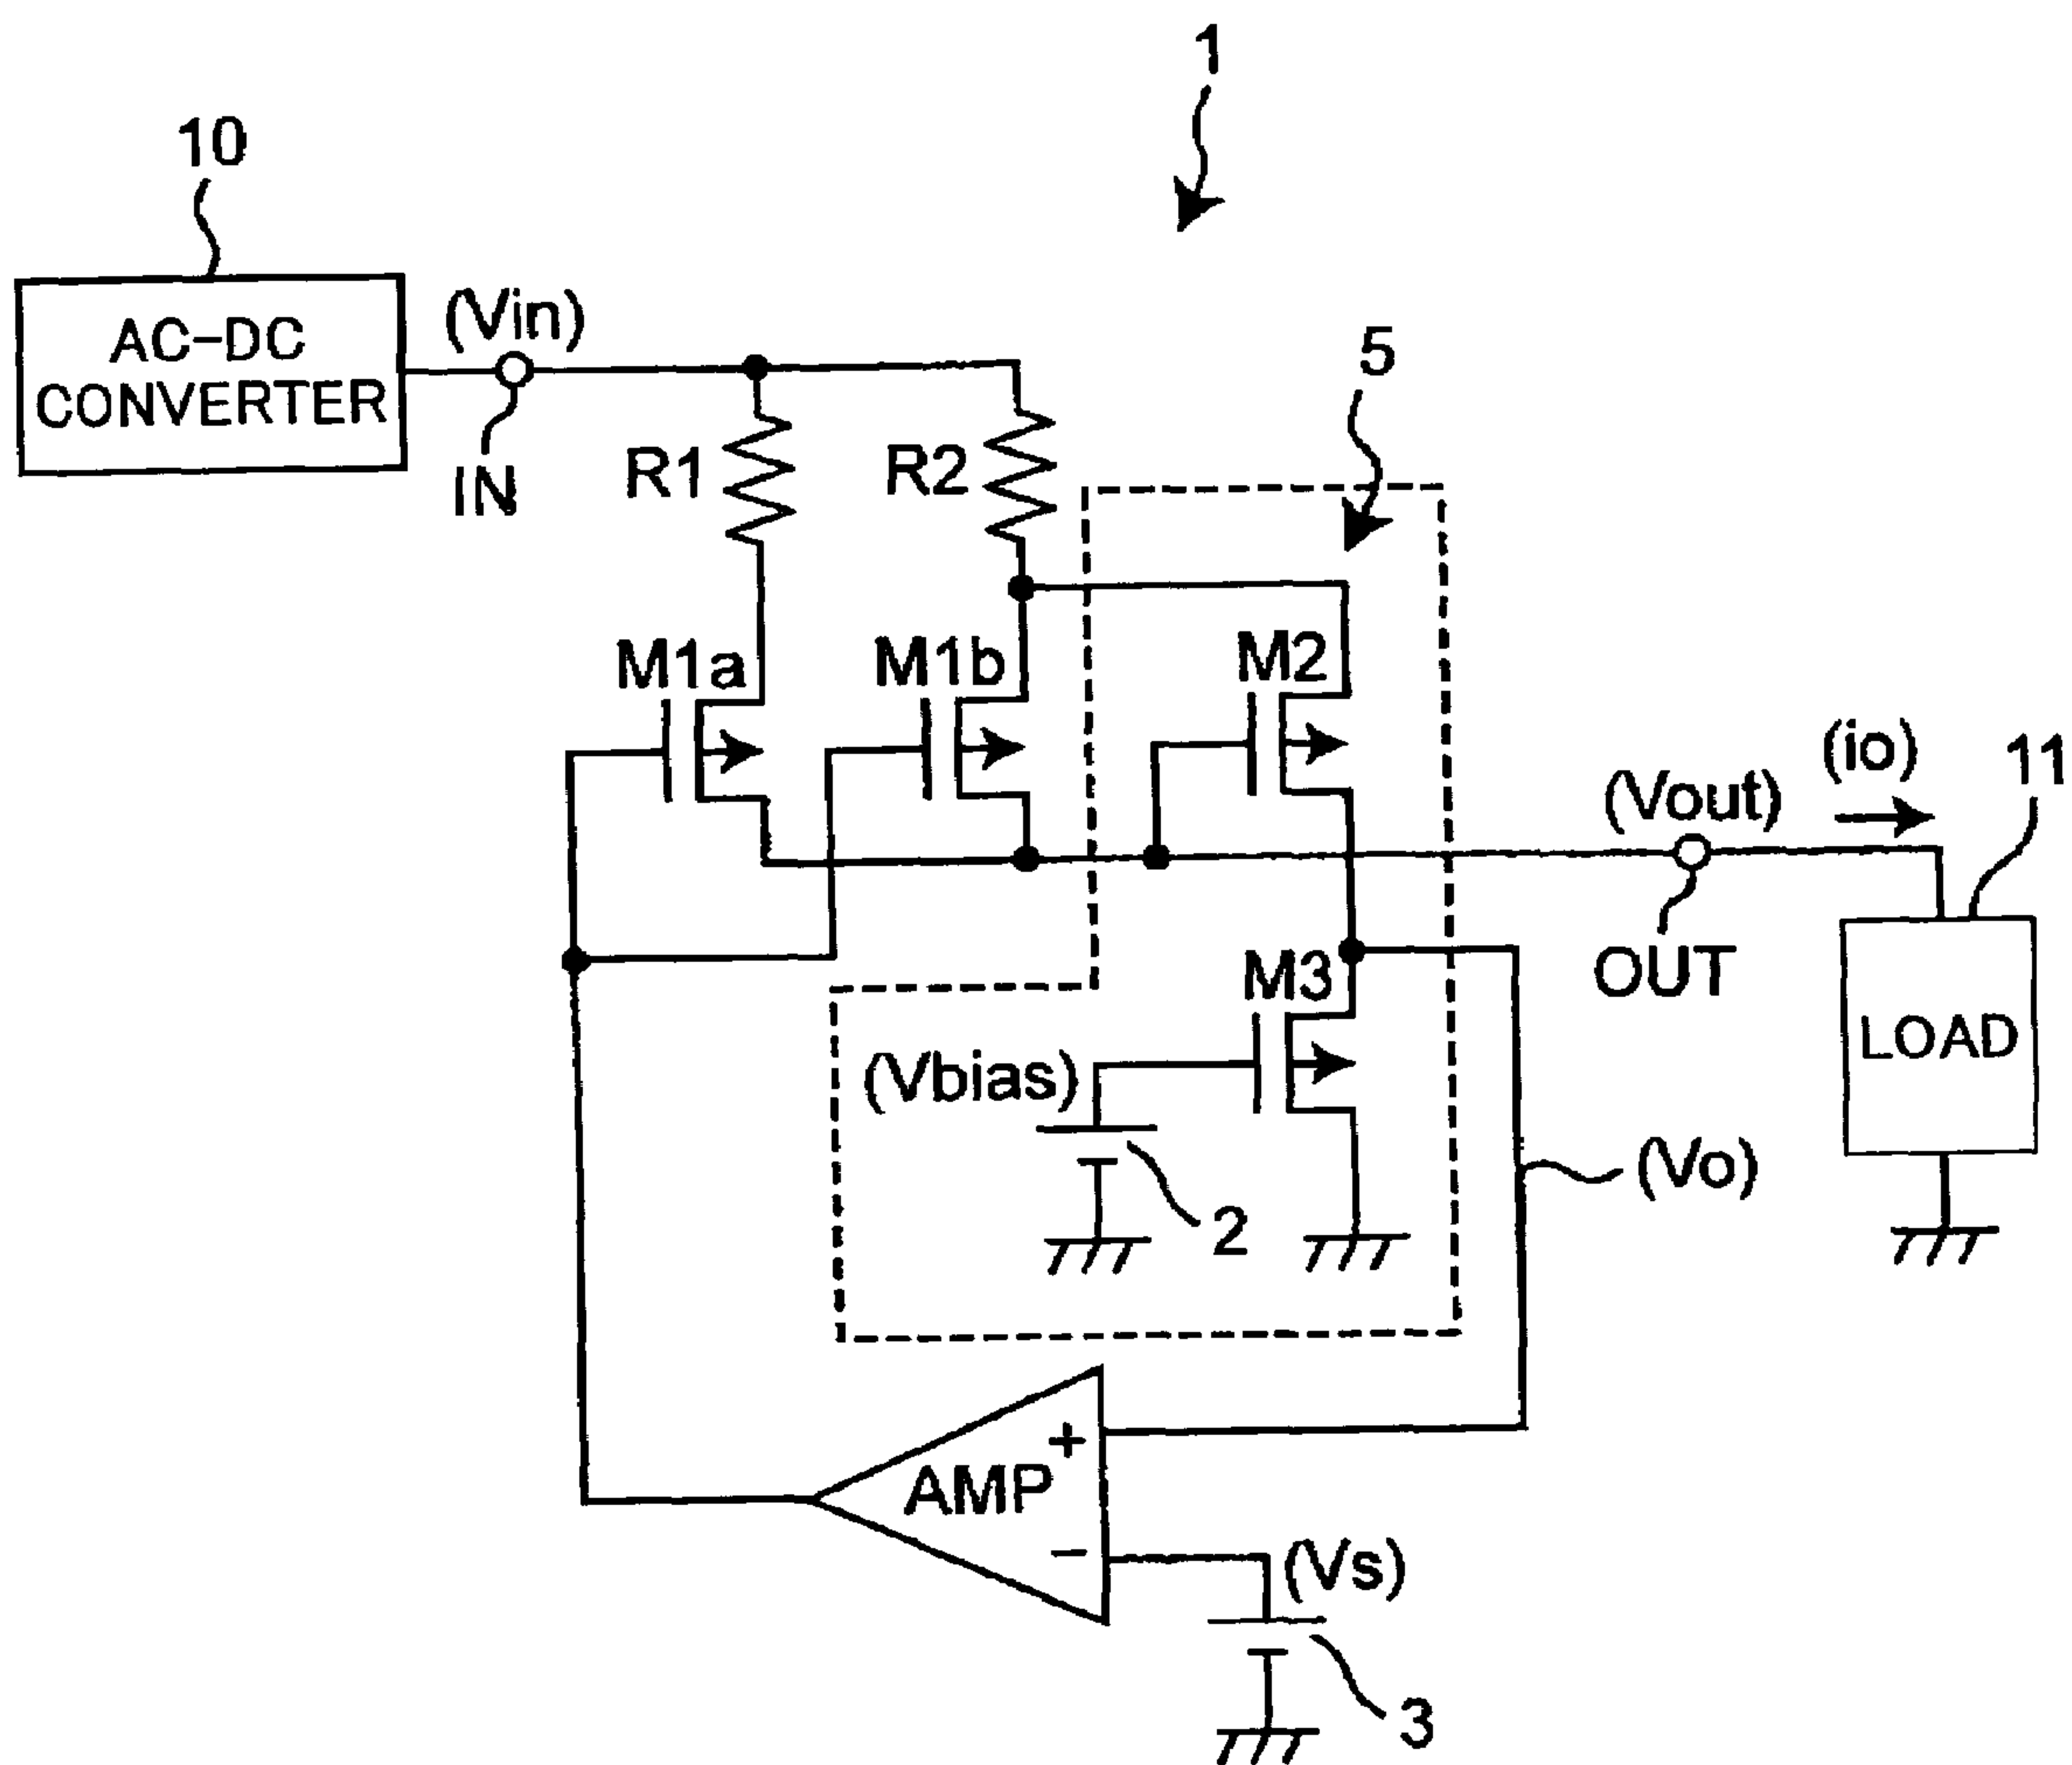 1
10
AC-DC
CONVERTER
(Vin)
IN
R1
R2
5
M1a
M1b
M2
(io)
11
(Vout)
OUT
M3
LOAD
(Vbias)
2
(Vo)
+
AMP
−
(Vs)
3